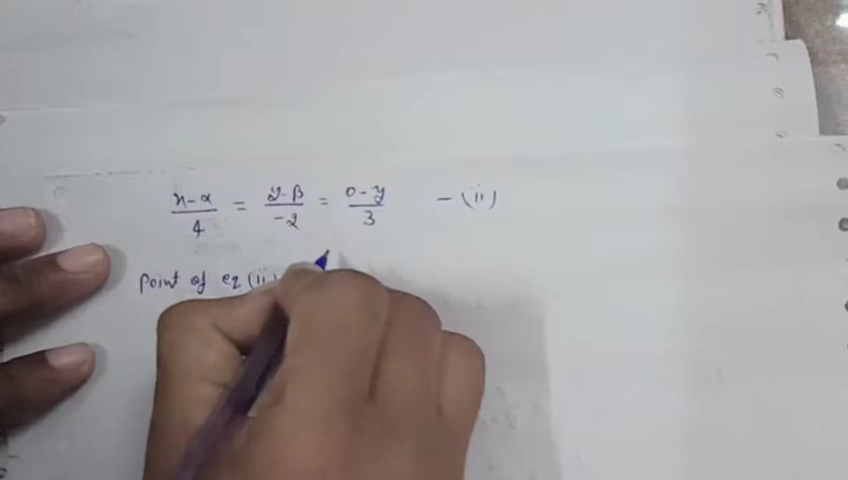 x-α/4 = y-β/-2 = 0-γ/3 - (ii)
Point of eq (ii)